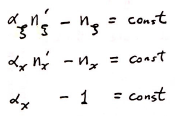 α_ξ n'_ξ - n_ξ = const
α_x n'_x - n_x = const
α_x - 1 = const